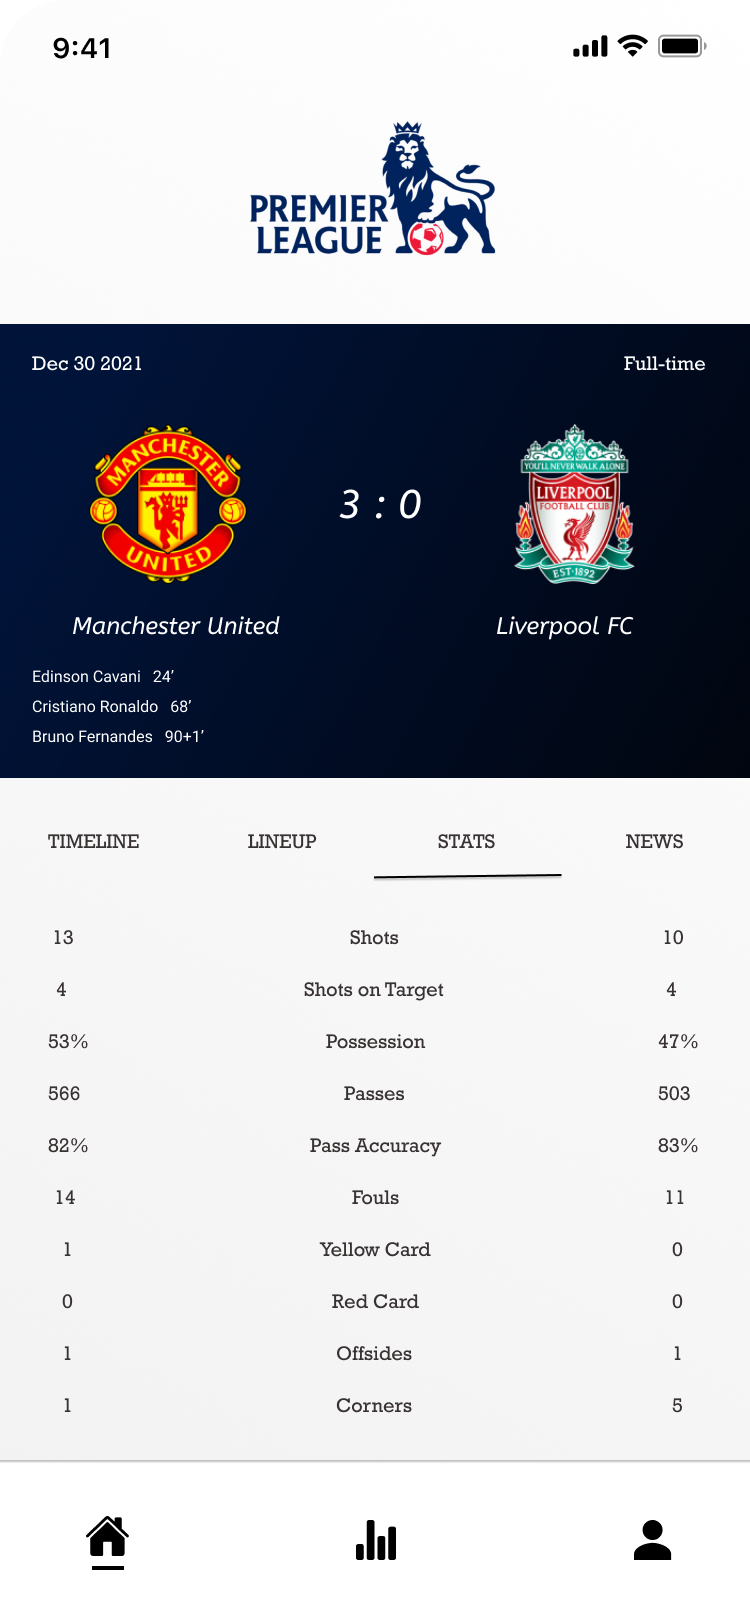 9:41
PREMIER
LEAGUE
Dec 30 2021 Full-time
MANCHESTER
UNITED
YOU'LL NEVER WALK ALONE
LIVERPOOL
FOOTBALL CLUB
EST·1892
3 : 0
Manchester United Liverpool FC
Edinson Cavani 24’
Cristiano Ronaldo 68’
Bruno Fernandes 90+1’
TIMELINE LINEUP STATS NEWS
13 Shots 10
4 Shots on Target 4
53% Possession 47%
566 Passes 503
82% Pass Accuracy 83%
14 Fouls 11
1 Yellow Card 0
0 Red Card 0
1 Offsides 1
1 Corners 5